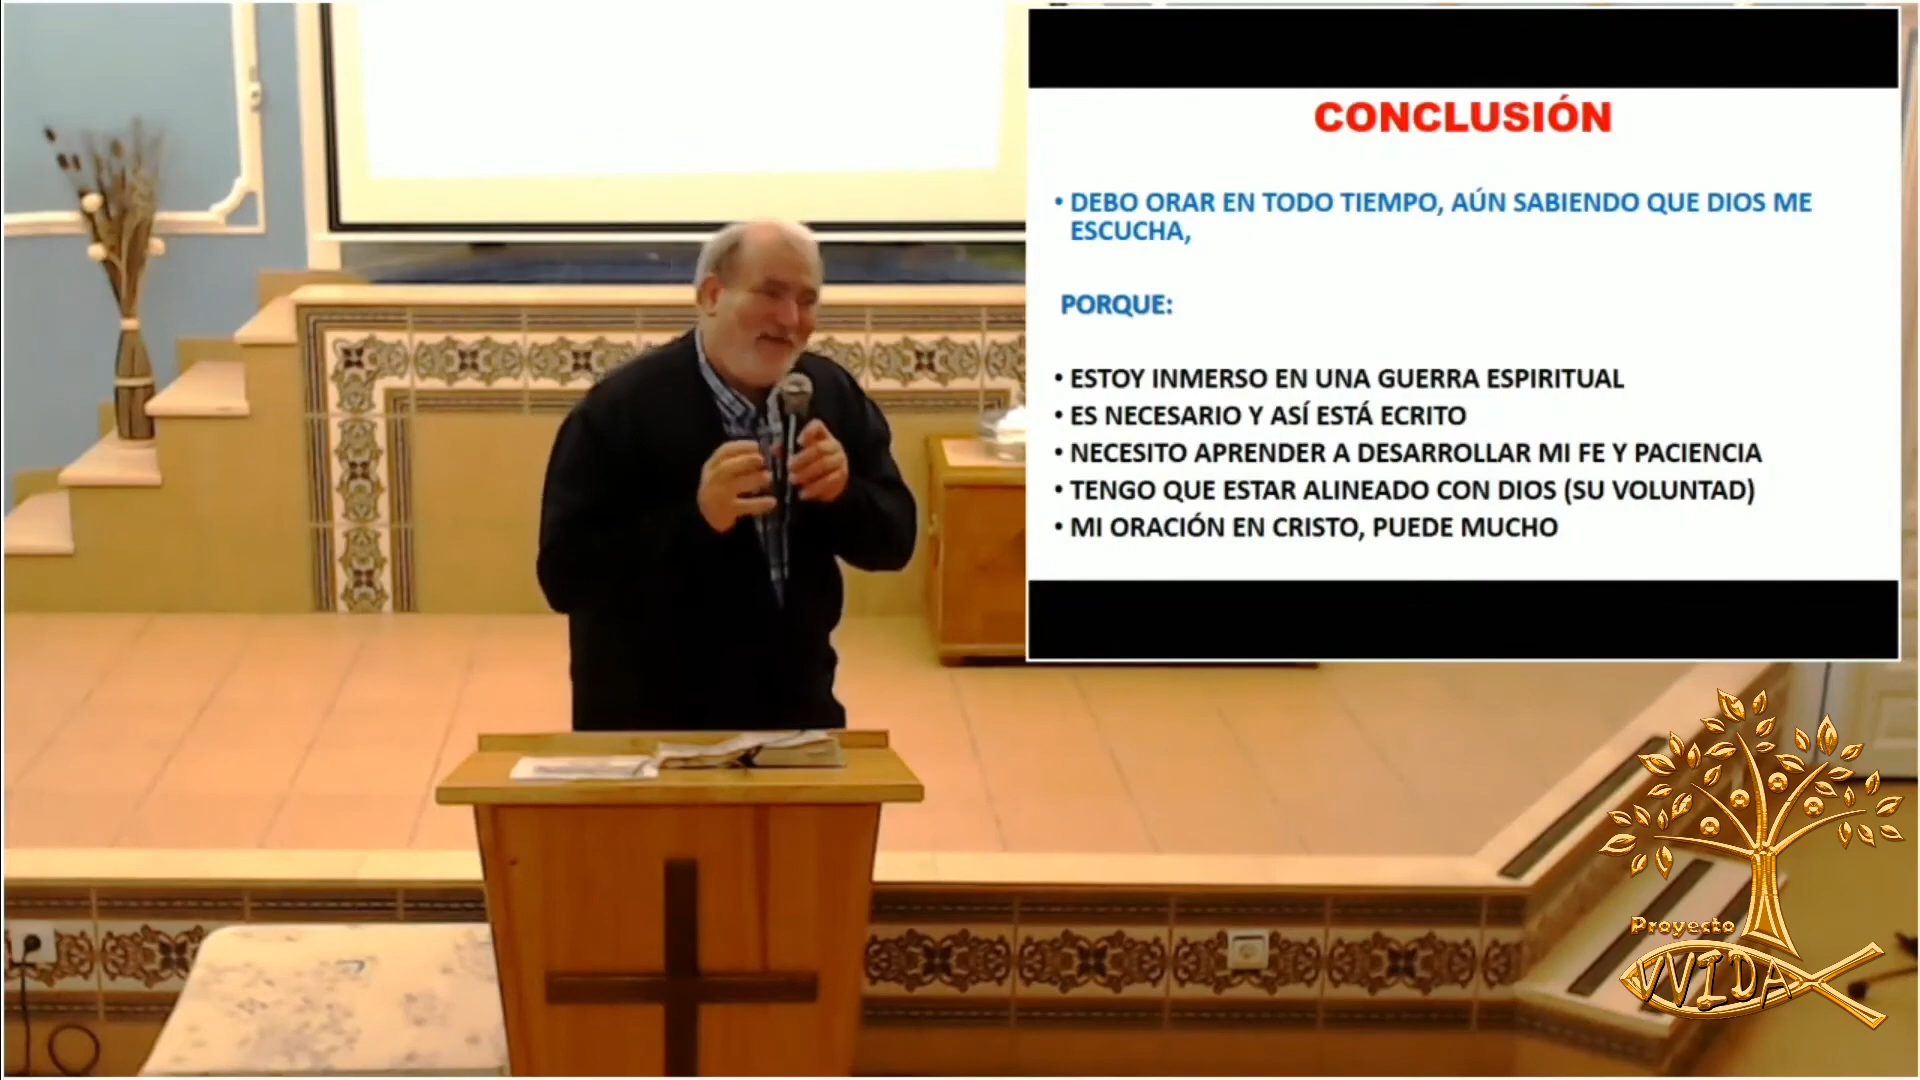 CONCLUSIÓN
• DEBO ORAR EN TODO TIEMPO, AÚN SABIENDO QUE DIOS ME
ESCUCHA,
PORQUE:
• ESTOY INMERSO EN UNA GUERRA ESPIRITUAL
• ES NECESARIO Y ASÍ ESTÁ ECRITO
• NECESITO APRENDER A DESARROLLAR MI FE Y PACIENCIA
• TENGO QUE ESTAR ALINEADO CON DIOS (SU VOLUNTAD)
• MI ORACIÓN EN CRISTO, PUEDE MUCHO
Proyecto
VVIDA